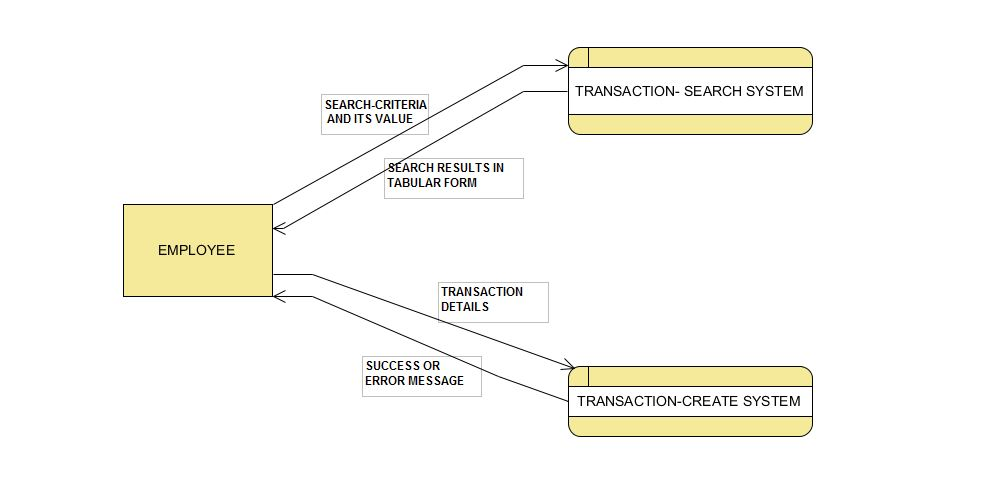 TRANSACTION- SEARCH SYSTEM
SEARCH-CRITERIA
AND ITS VALUE
SEARCH RESULTS IN
TABULAR FORM
EMPLOYEE
TRANSACTION
DETAILS
SUCCESS OR
ERROR MESSAGE
TRANSACTION-CREATE SYSTEM